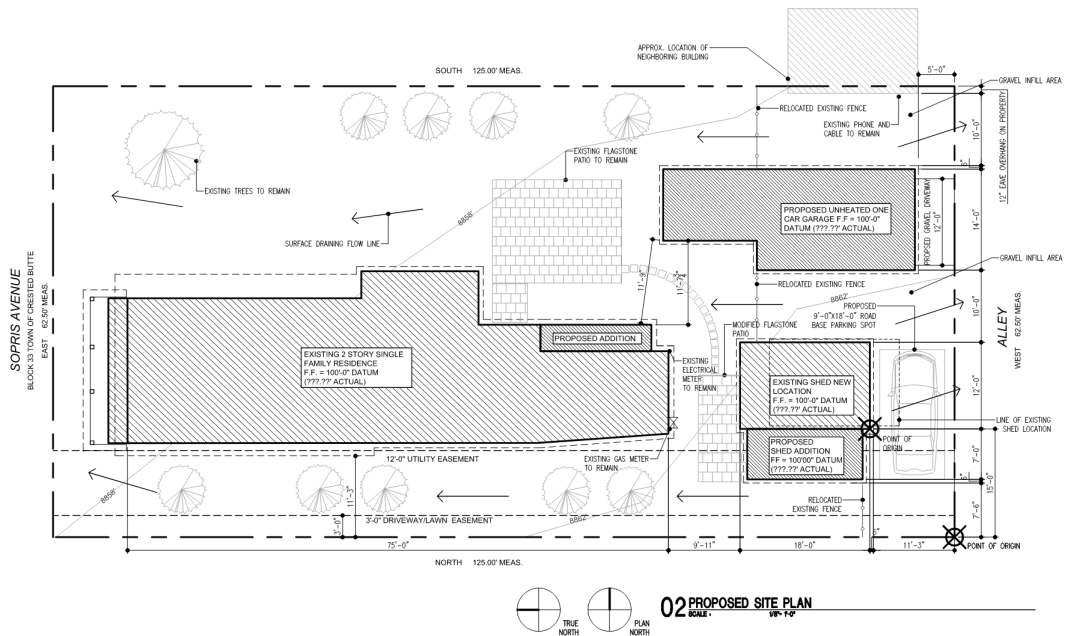 SOUTH 125.00' MEAS.
APPROX. LOCATION OF
NEIGHBORING BUILDING
5'-0"
GRAVEL INFILL AREA
RELOCATED EXISTING FENCE
EXISTING PHONE AND
CABLE TO REMAIN
10'-0"
12" EAVE OVERHANG ON PROPERTY
EXISTING FLAGSTONE
PATIO TO REMAIN
6"
EXISTING TREES TO REMAIN
8858'
SURFACE DRAINING FLOW LINE
PROPOSED UNHEATED ONE
CAR GARAGE F.F = 100'-0"
DATUM (???.??' ACTUAL)
PROPSED GRAVEL DRIVEWAY
12'-0"
14'-0"
GRAVEL INFILL AREA
SOPRIS AVENUE
BLOCK 33 TOWN OF CRESTED BUTTE
EAST 62.50' MEAS.
11'-9"
RELOCATED EXISTING FENCE
8862'
PROPOSED
9'-0"X18'-0" ROAD
BASE PARKING SPOT
10'-0"
ALLEY
WEST 62.50' MEAS.
MODIFIED FLAGSTONE
PATIO
PROPOSED ADDITION
EXISTING 2 STORY SINGLE
FAMILY RESIDENCE
F.F. = 100'-0" DATUM
(???.??' ACTUAL)
EXISTING
ELECTRICAL
METER
TO REMAIN
EXISTING SHED NEW
LOCATION
F.F. = 100'-0" DATUM
(???.??' ACTUAL)
12'-0"
LINE OF EXISTING
SHED LOCATION
POINT OF
ORIGIN
PROPOSED
SHED ADDITION
FF = 100'00" DATUM
(???.??' ACTUAL)
7'-0"
6"
15'-0"
12'-0" UTILITY EASEMENT
EXISTING GAS METER
TO REMAIN
8858'
11'-3"
RELOCATED
EXISTING FENCE
7'-6"
3'-0" DRIVEWAY/LAWN EASEMENT
3'-0"
8862'
6"
POINT OF ORIGIN
75'-0"
9'-11"
18'-0"
11'-3"
NORTH 125.00' MEAS.
TRUE
NORTH
PLAN
NORTH
02 PROPOSED SITE PLAN
SCALE : 1/8"= 1'-0"